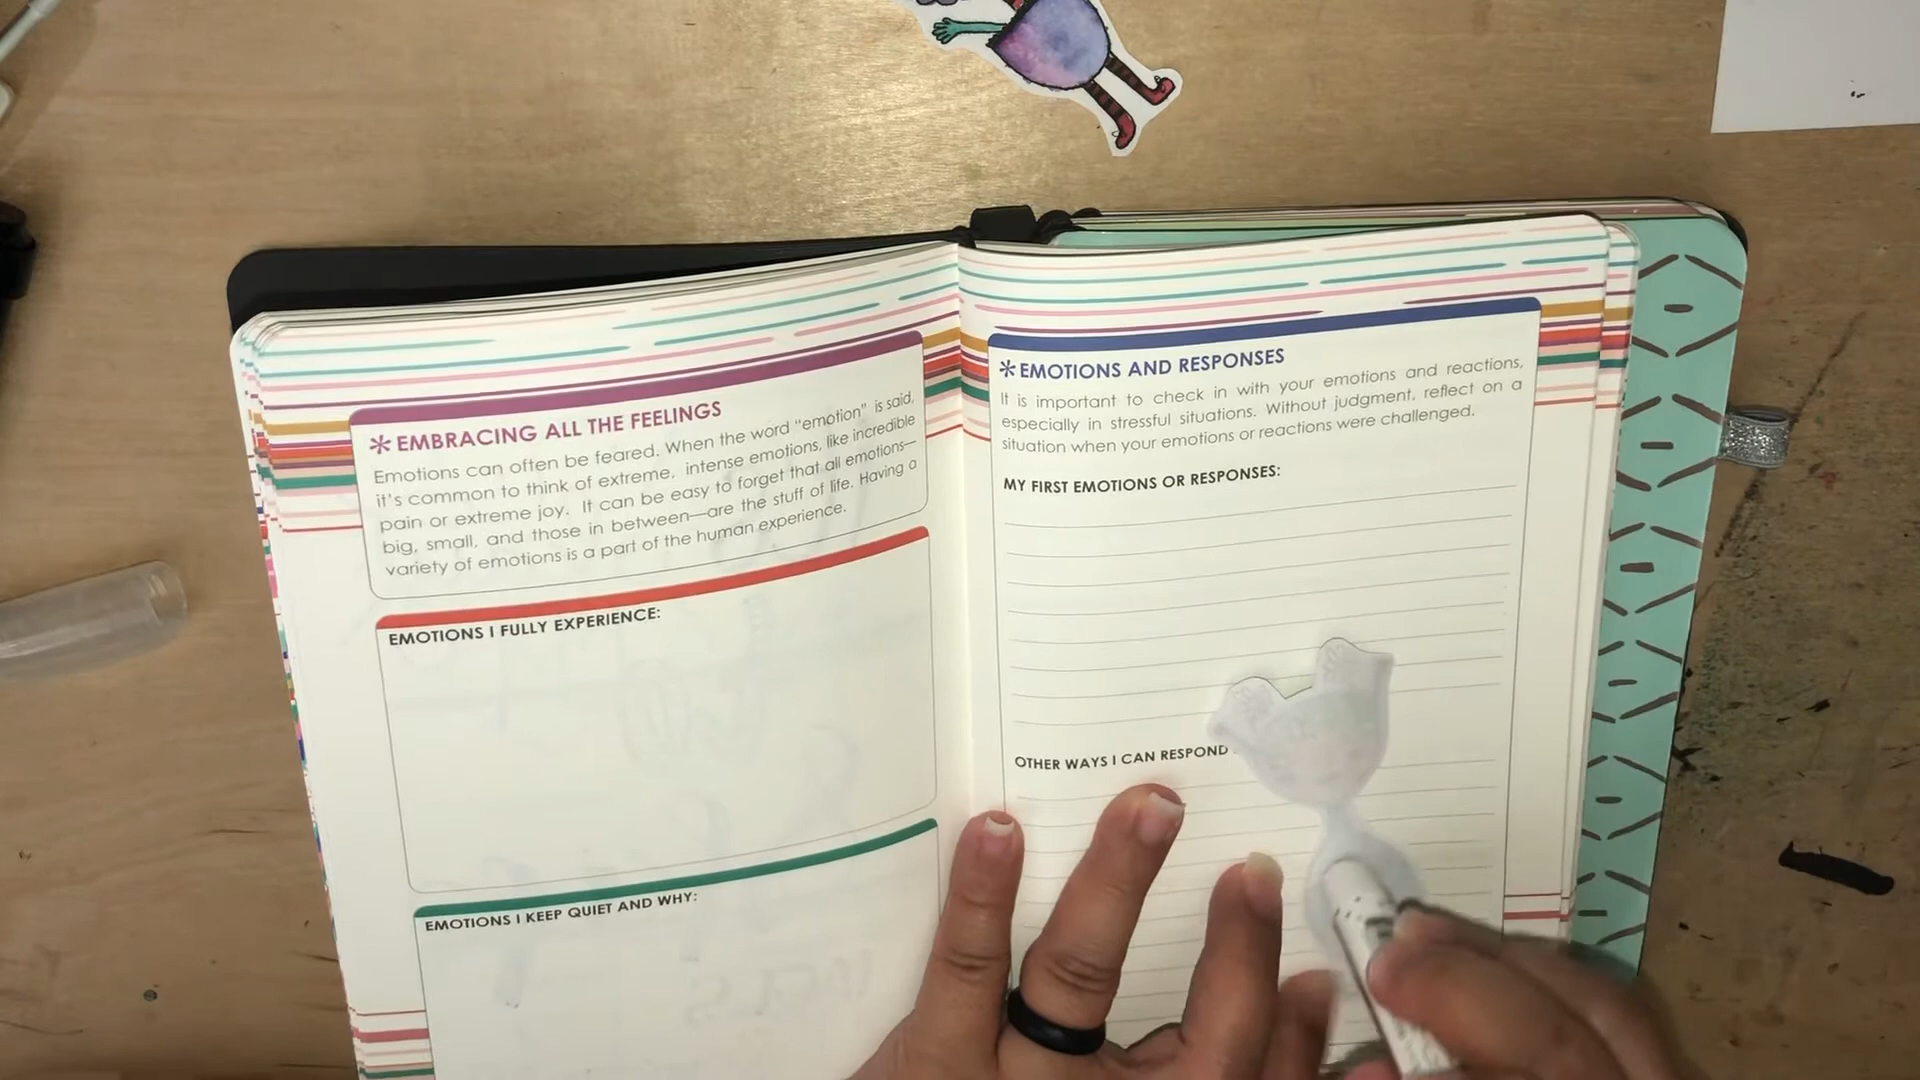 *EMBRACING ALL THE FEELINGS
Emotions can often be feared. When the word "emotion" is said,
it's common to think of extreme, intense emotions, like incredible
pain or extreme joy. It can be easy to forget that all emotions—
big, small, and those in between—are the stuff of life. Having a
variety of emotions is a part of the human experience.
EMOTIONS I FULLY EXPERIENCE:
EMOTIONS I KEEP QUIET AND WHY:
*EMOTIONS AND RESPONSES
It is important to check in with your emotions and reactions,
especially in stressful situations. Without judgment, reflect on a
situation when your emotions or reactions were challenged.
MY FIRST EMOTIONS OR RESPONSES:
OTHER WAYS I CAN RESPOND